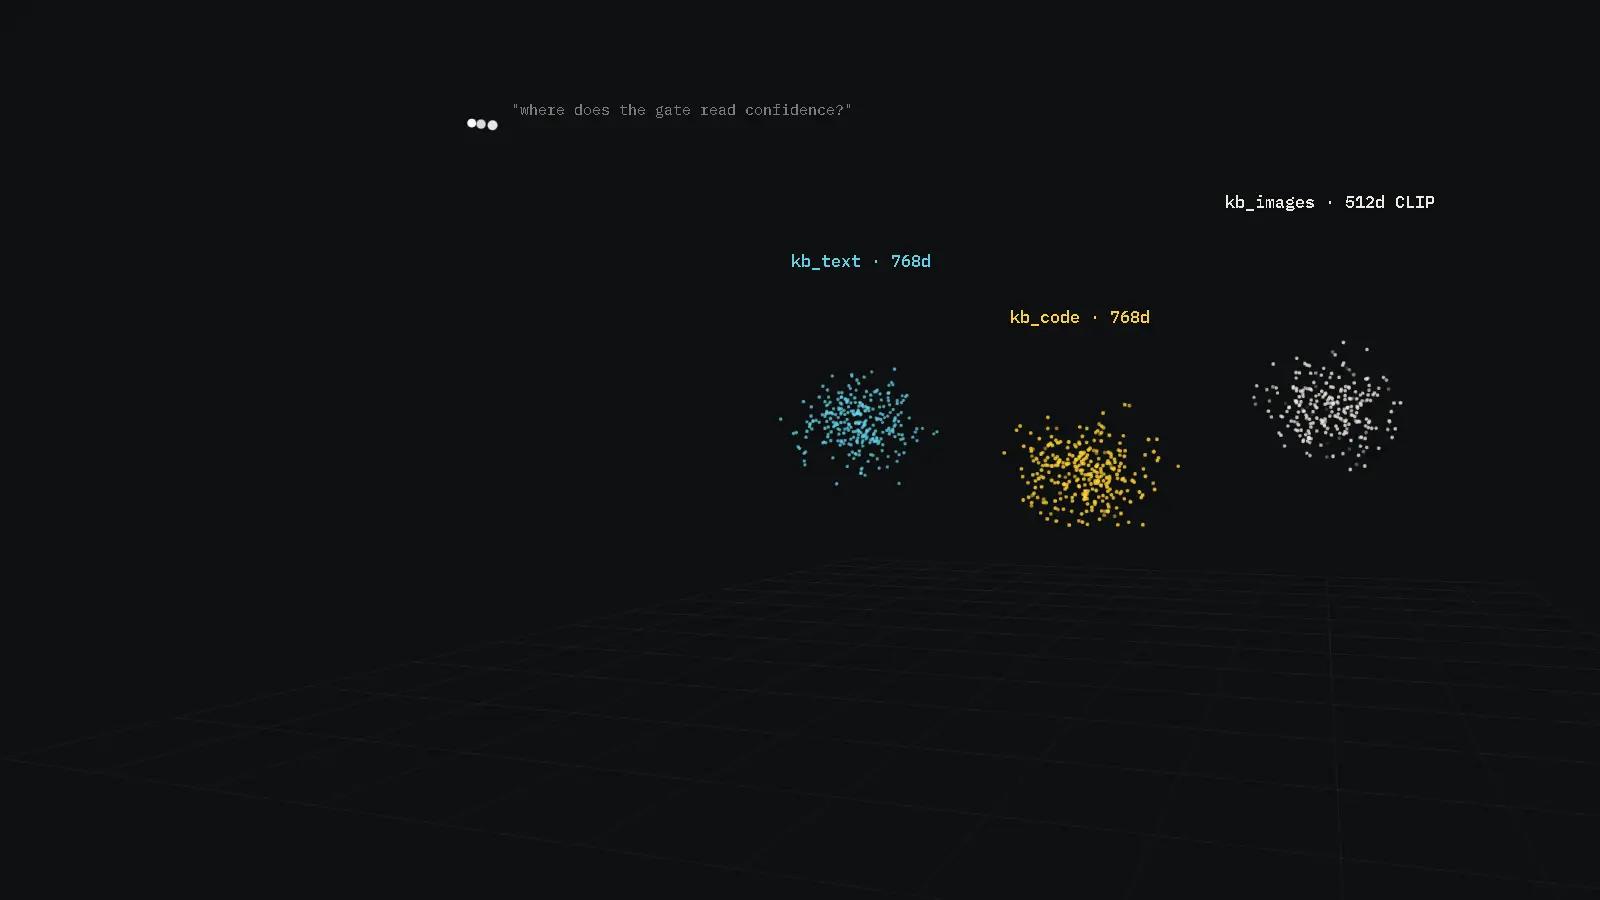 "where does the gate read confidence?"
kb_images · 512d CLIP
kb_text · 768d
kb_code · 768d